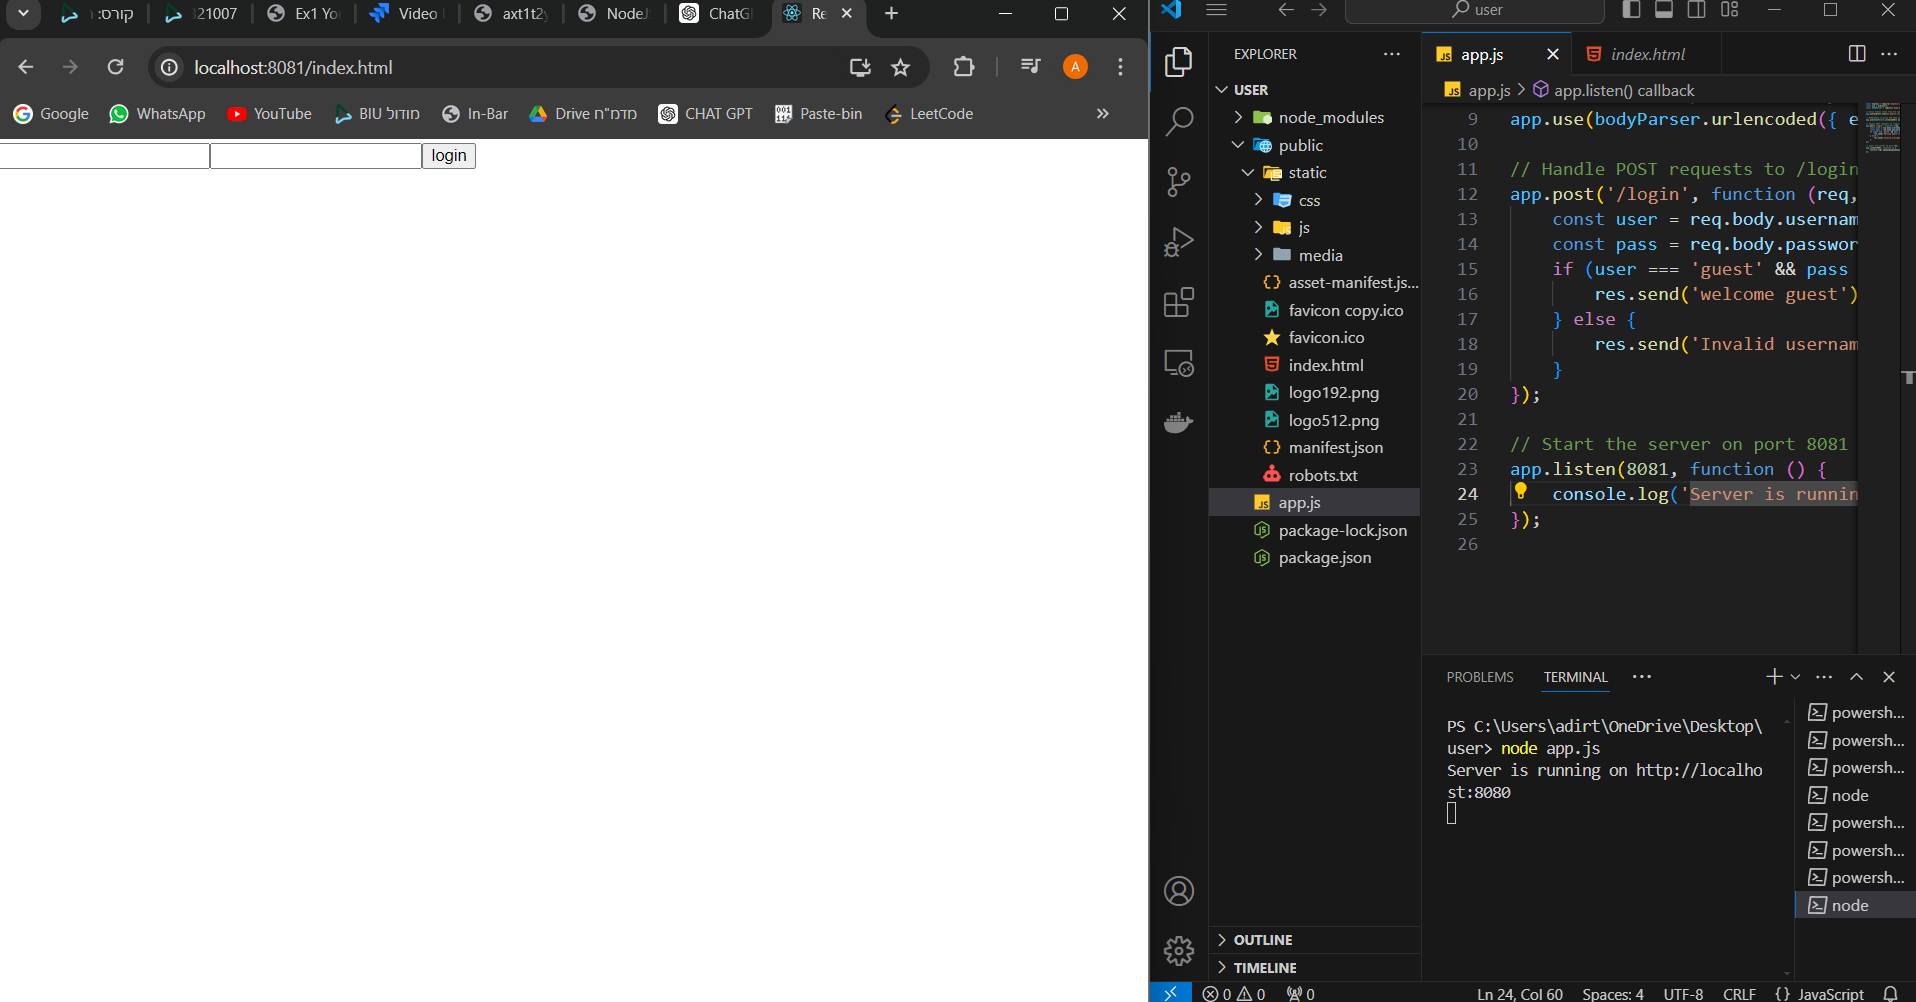 קורס: ר
321007
Ex1 Yo
Video
axt1t2
NodeJ
ChatG
Re
localhost:8081/index.html
A
Google
WhatsApp
YouTube
BIU מודול
In-Bar
Drive מדמ"ח
CHAT GPT
Paste-bin
LeetCode
login
user
EXPLORER
USER
node_modules
public
static
css
js
media
asset-manifest.js...
favicon copy.ico
favicon.ico
index.html
logo192.png
logo512.png
manifest.json
robots.txt
app.js
package-lock.json
package.json
OUTLINE
TIMELINE
app.js
index.html
app.js > app.listen() callback
9 app.use(bodyParser.urlencoded({ e
10
11 // Handle POST requests to /login
12 app.post('/login', function (req,
13 const user = req.body.usernam
14 const pass = req.body.passwor
15 if (user === 'guest' && pass
16 res.send('welcome guest')
17 } else {
18 res.send('Invalid usernam
19 }
20 });
21
22 // Start the server on port 8081
23 app.listen(8081, function () {
24 console.log('Server is runnin
25 });
26
PROBLEMS TERMINAL
PS C:\Users\adirt\OneDrive\Desktop\
user> node app.js
Server is running on http://localho
st:8080
powersh...
powersh...
powersh...
node
powersh...
powersh...
powersh...
node
0 0 0
Ln 24, Col 60 Spaces: 4 UTF-8 CRLF {} JavaScript